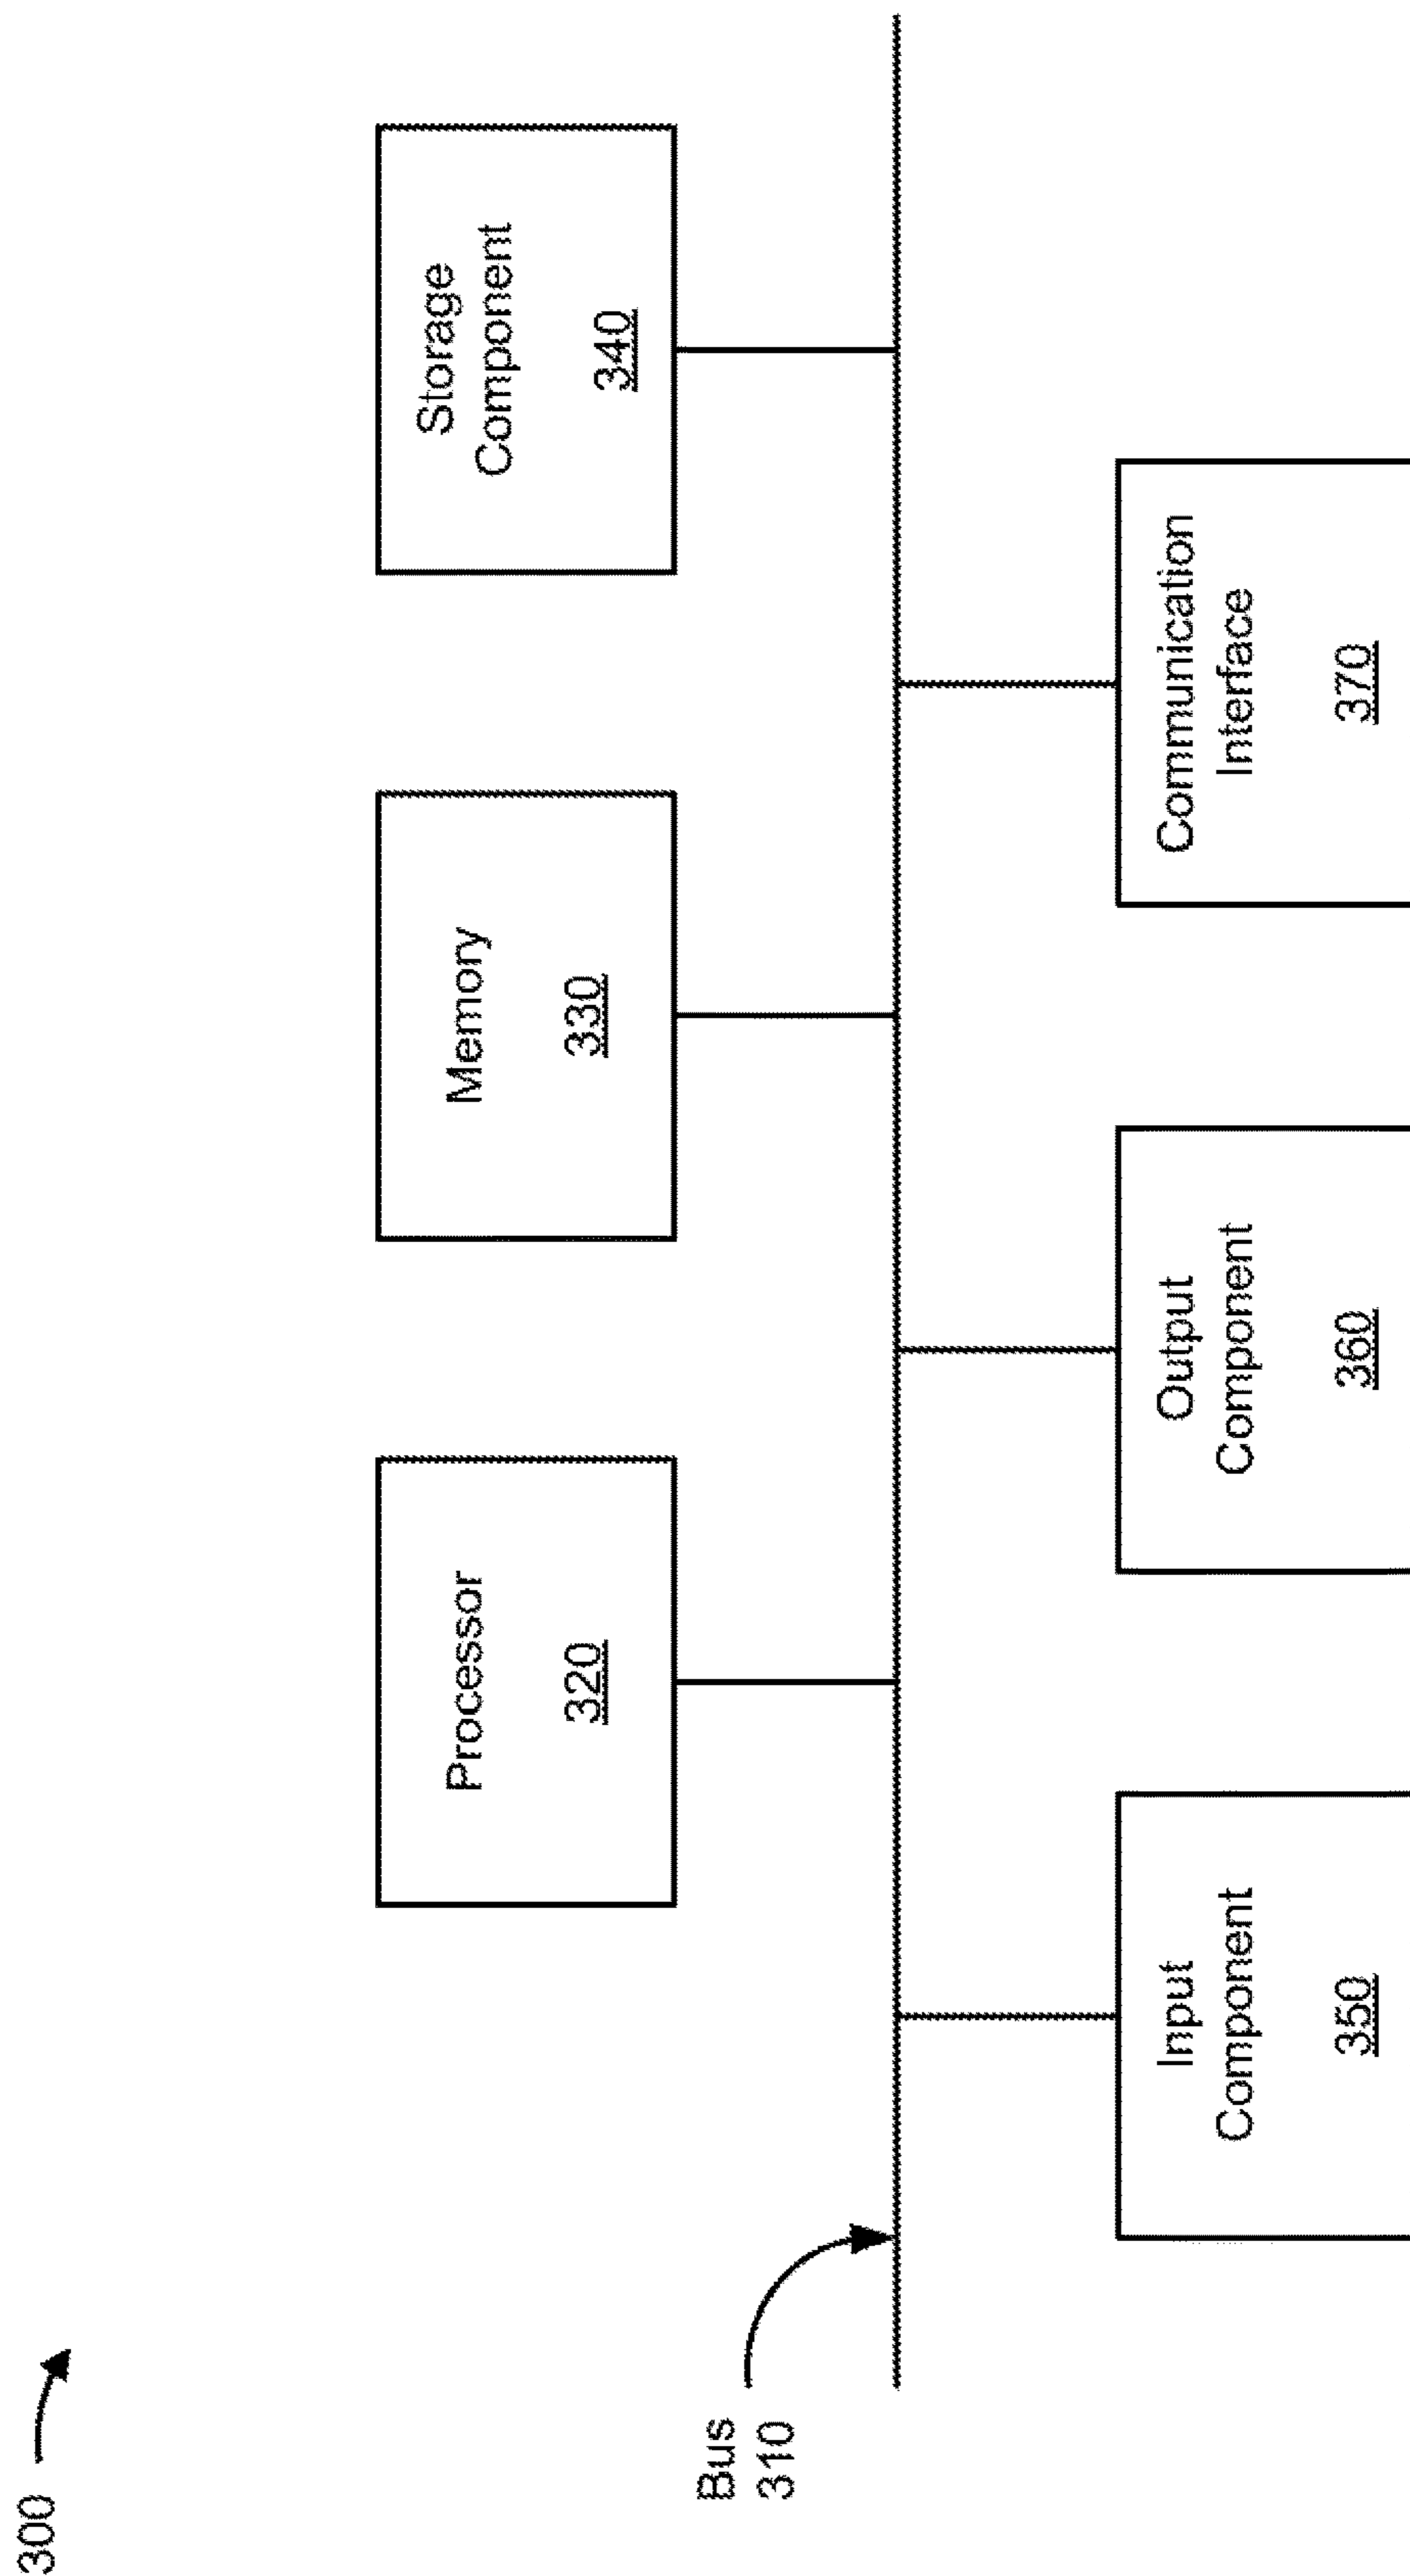 300
Processor
320
Memory
330
Storage
Component
340
Bus
310
Input
Component
350
Output
Component
360
Communication
Interface
370